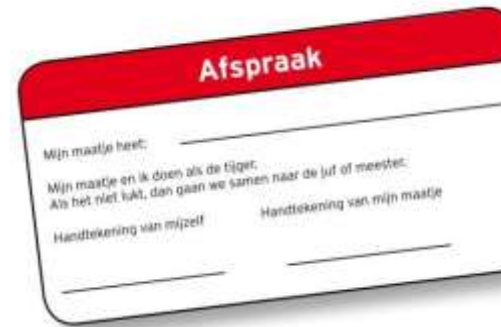 Afspraak
Mijn maatje heet:
Mijn maatje en ik doen als de tijger.
Als het niet lukt, dan gaan we samen naar de juf of meester.
Handtekening van mijzelf
Handtekening van mijn maatje